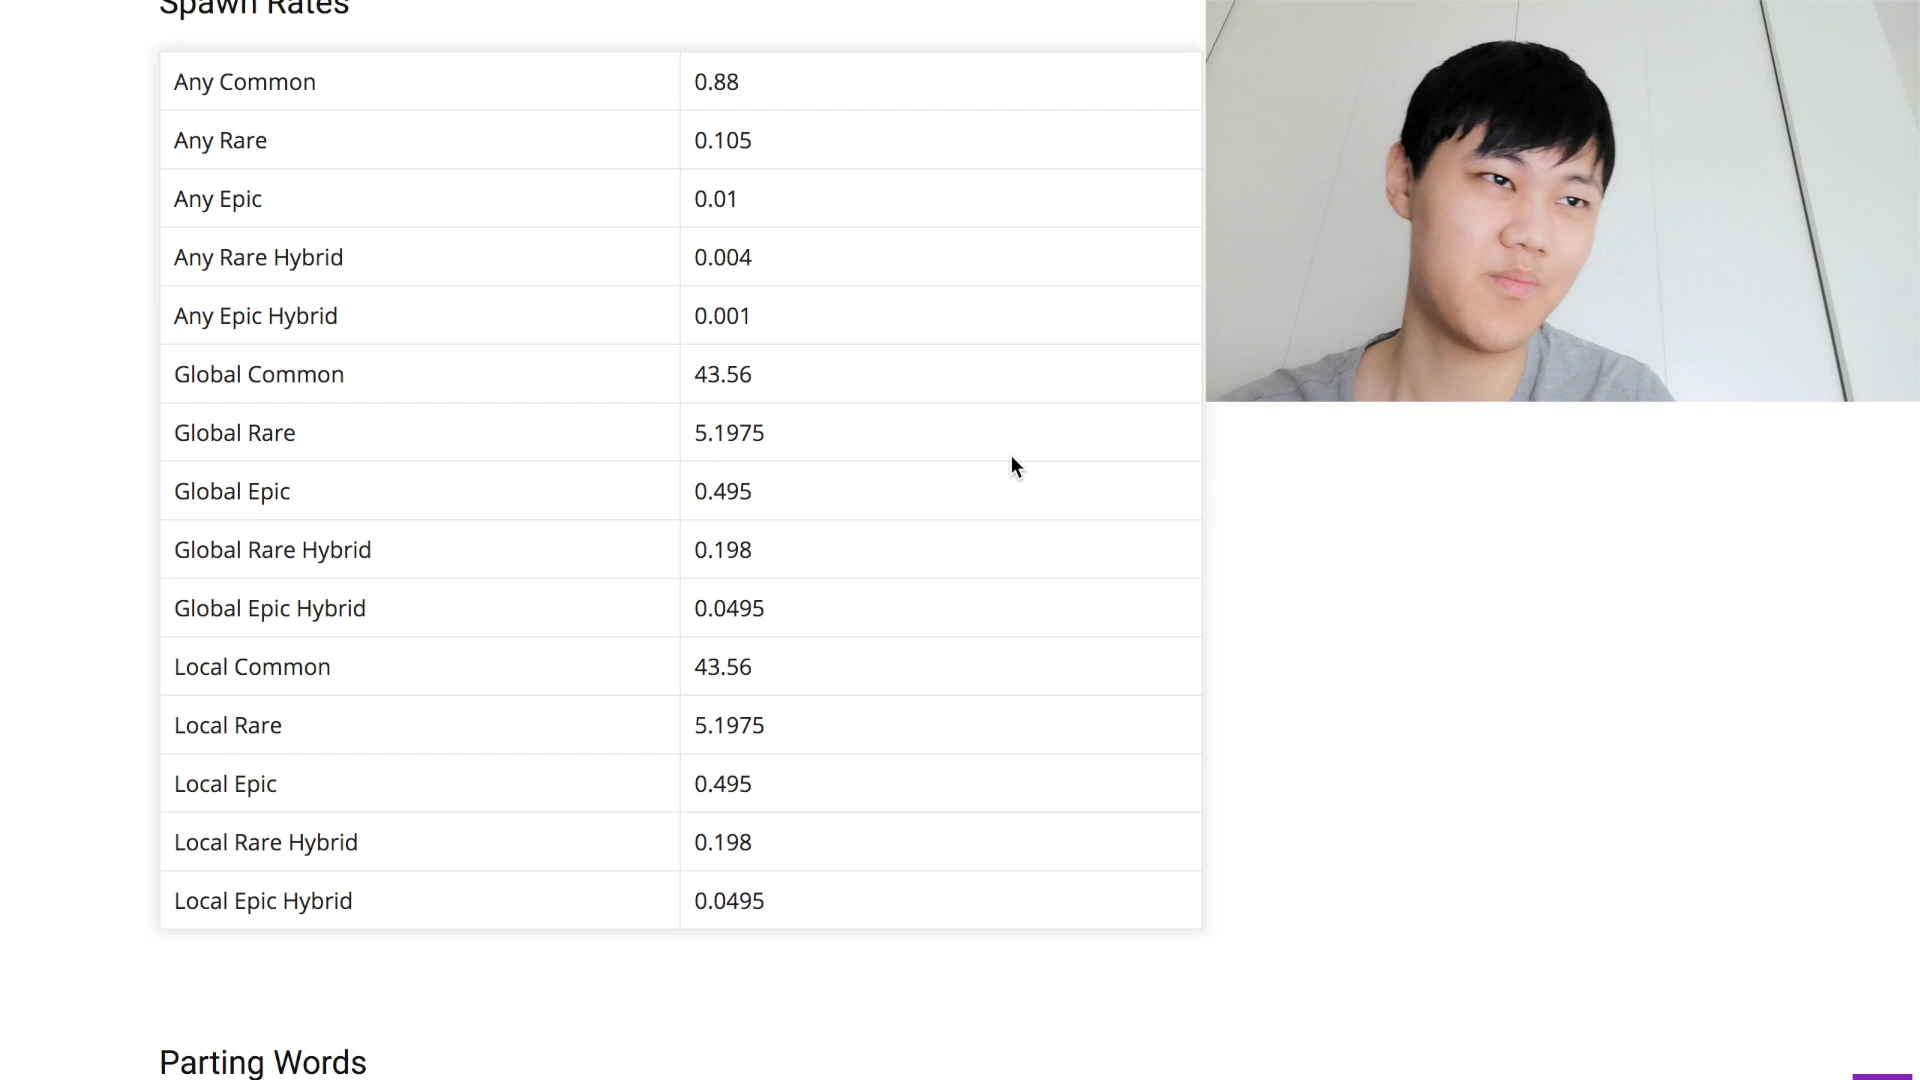 Spawn Rates
Any Common 0.88
Any Rare 0.105
Any Epic 0.01
Any Rare Hybrid 0.004
Any Epic Hybrid 0.001
Global Common 43.56
Global Rare 5.1975
Global Epic 0.495
Global Rare Hybrid 0.198
Global Epic Hybrid 0.0495
Local Common 43.56
Local Rare 5.1975
Local Epic 0.495
Local Rare Hybrid 0.198
Local Epic Hybrid 0.0495
Parting Words